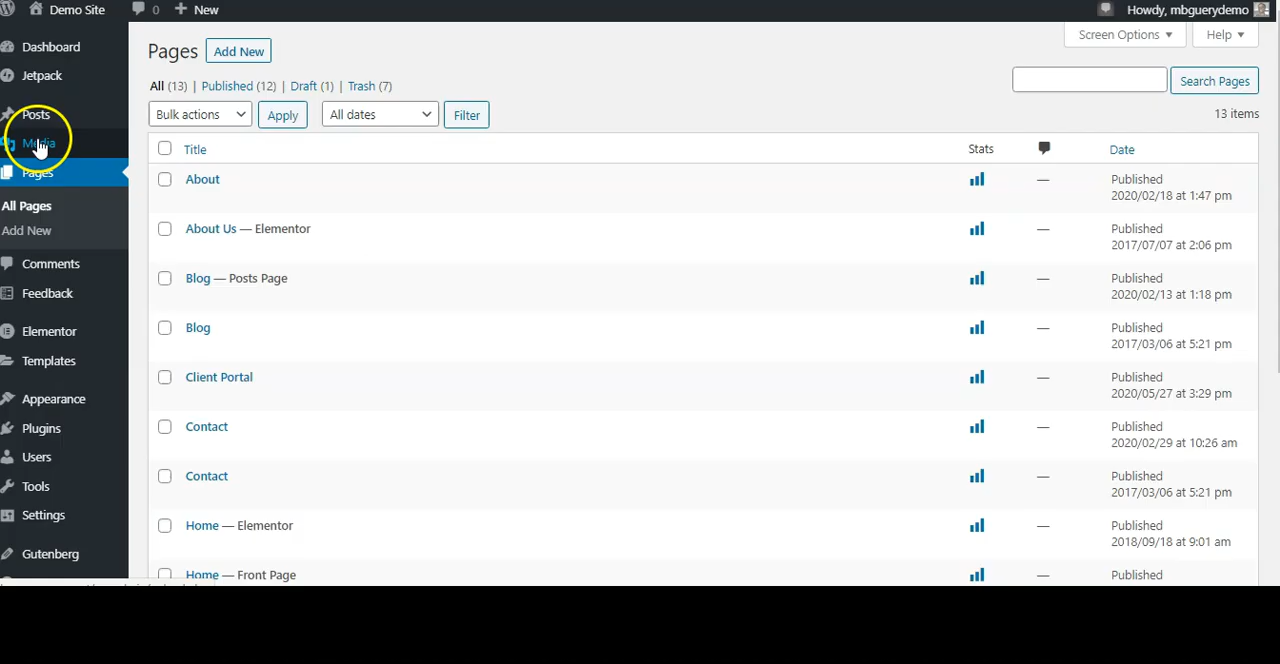 Demo Site 0 New Howdy, mbguerydemo
Screen Options Help
Dashboard
Jetpack
Posts
Media
Pages
All Pages
Add New
Comments
Feedback
Elementor
Templates
Appearance
Plugins
Users
Tools
Settings
Gutenberg
Pages Add New
All (13) | Published (12) | Draft (1) | Trash (7)
Search Pages
Bulk actions Apply All dates Filter 13 items
Title Stats Date
About — Published
2020/02/18 at 1:47 pm
About Us — Elementor — Published
2017/07/07 at 2:06 pm
Blog — Posts Page — Published
2020/02/13 at 1:18 pm
Blog — Published
2017/03/06 at 5:21 pm
Client Portal — Published
2020/05/27 at 3:29 pm
Contact — Published
2020/02/29 at 10:26 am
Contact — Published
2017/03/06 at 5:21 pm
Home — Elementor — Published
2018/09/18 at 9:01 am
Home — Front Page — Published